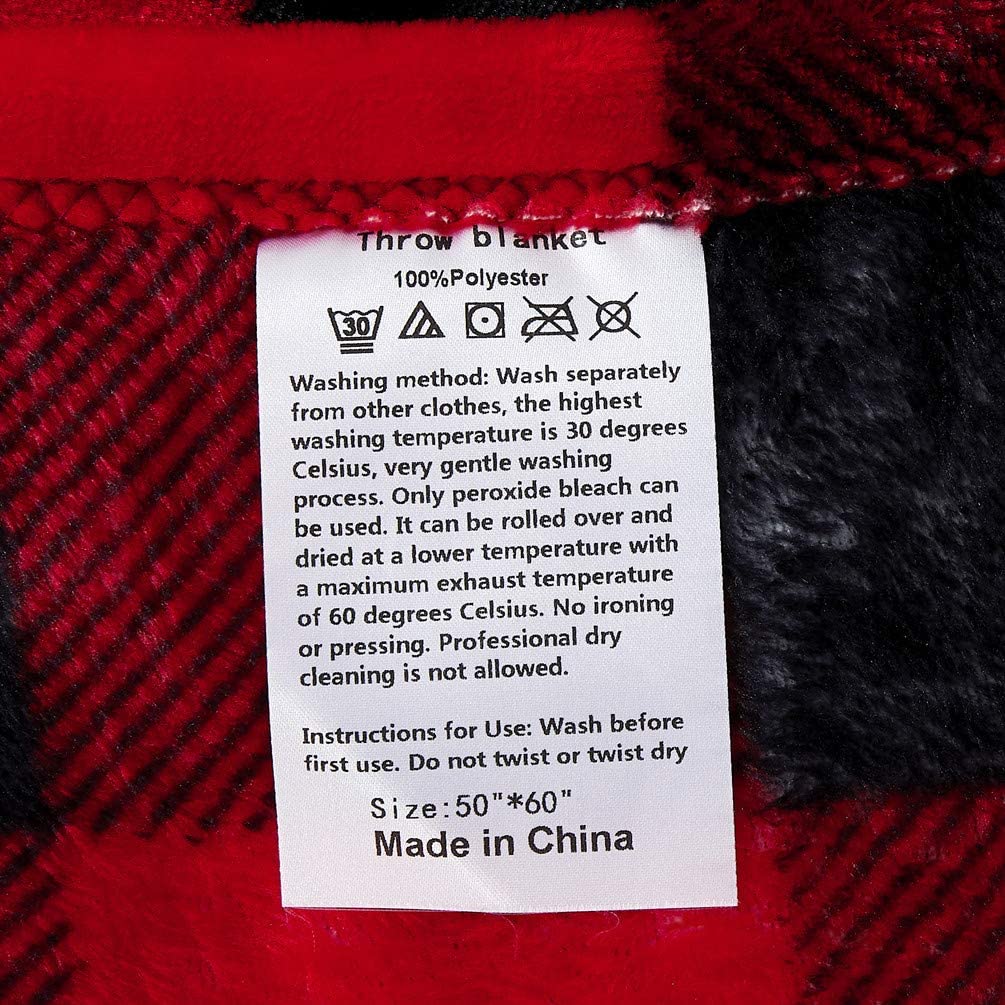 Throw blanket
100%Polyester
30
Washing method: Wash separately
from other clothes, the highest
washing temperature is 30 degrees
Celsius, very gentle washing
process. Only peroxide bleach can
be used. It can be rolled over and
dried at a lower temperature with
a maximum exhaust temperature
of 60 degrees Celsius. No ironing
or pressing. Professional dry
cleaning is not allowed.
Instructions for Use: Wash before
first use. Do not twist or twist dry
Size:50"*60"
Made in China